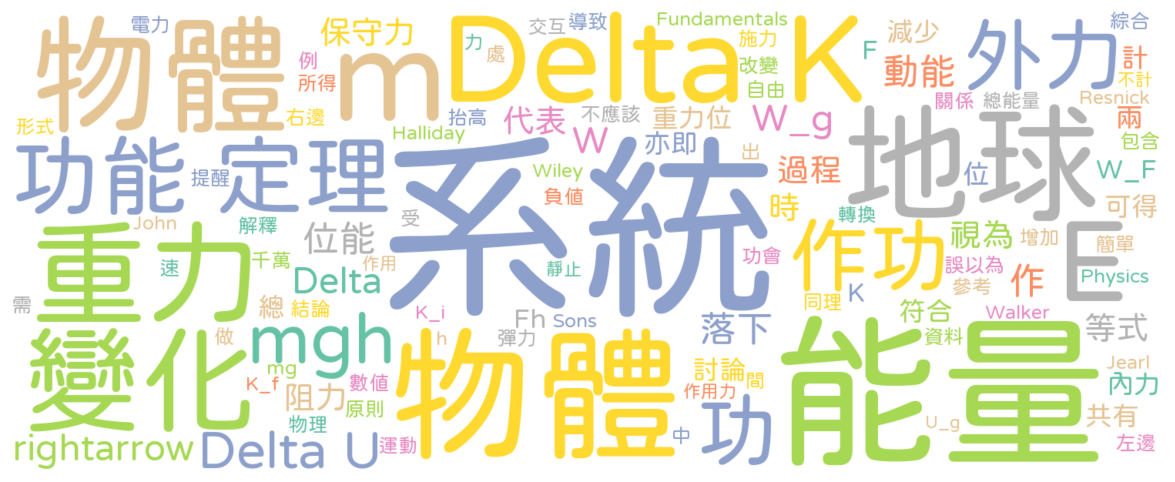 電力
物體
m
保守力
交互
導致
力
處
Fundamentals
施力
改變
自由
Delta K
F
減少
動能
外力
綜合
計
不計
例
所得
形式
右邊
Halliday
抬高
代表
不應該
重力位
W_g
關係
總能量
Resnick
兩
包含
功能
定理
提醒
W
亦即
出
過程
地球
位
W_F
Wiley
負值
系統
時
轉換
可得
John
解釋
受
重力
位能
速
千萬
作用
Delta
靜止
功會
作功
視為
增加
簡單
誤以為
作
參考
E
Physics
需
總
結論
K_i
h
Fh
Sons
彈力
落下
同理
K
符合
資料
Walker
等式
變化
做
mgh
mg
K_f
數值
阻力
原則
物理
物體
討論
間
作用力
能量
Jearl
內力
共有
U_g
左邊
rightarrow
Delta U
運動
中
功